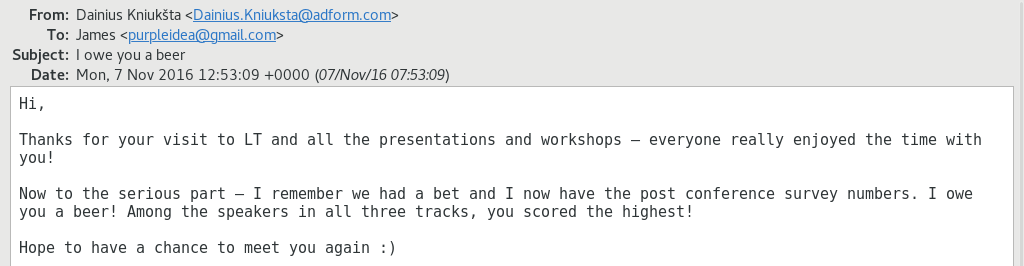 From: Dainius Kniukšta <Dainius.Kniuksta@adform.com>
To: James <purpleidea@gmail.com>
Subject: I owe you a beer
Date: Mon, 7 Nov 2016 12:53:09 +0000 (07/Nov/16 07:53:09)
Hi,
Thanks for your visit to LT and all the presentations and workshops – everyone really enjoyed the time with
you!
Now to the serious part – I remember we had a bet and I now have the post conference survey numbers. I owe
you a beer! Among the speakers in all three tracks, you scored the highest!
Hope to have a chance to meet you again :)